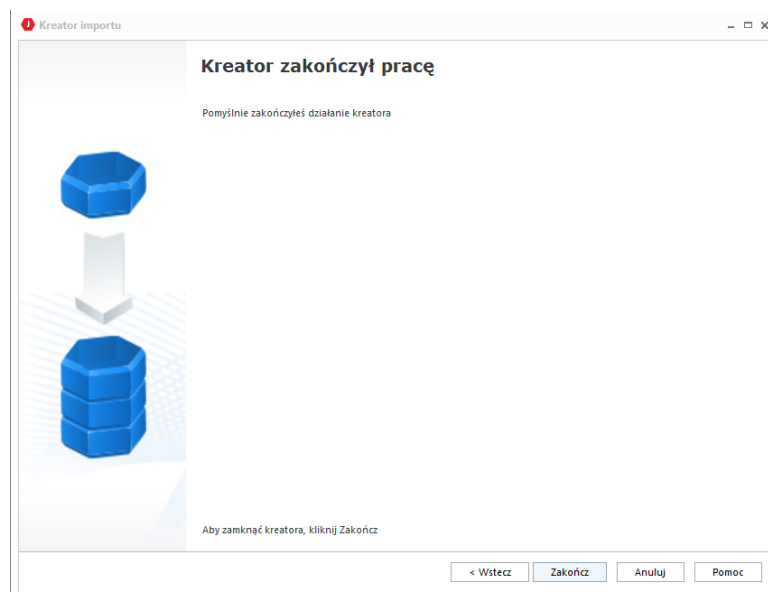 Kreator importu
Kreator zakończył pracę
Pomyślnie zakończyłeś działanie kreatora
Aby zamknąć kreatora, kliknij Zakończ
< Wstecz Zakończ Anuluj Pomoc